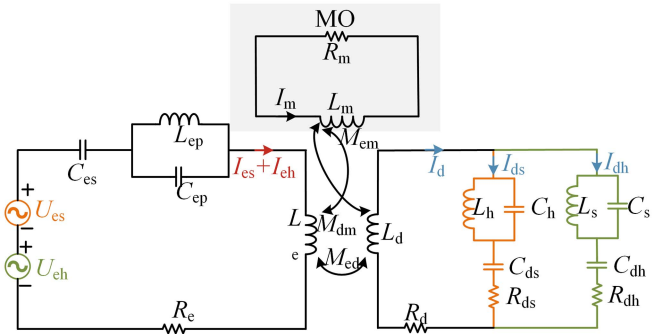 MO
R_m
I_m
L_m
M_em
L_ep
C_es
C_ep
I_es+I_eh
I_d
I_ds
I_dh
L_h
C_h
L_s
C_s
+
U_es
−
+
U_eh
−
L
e
M_dm
L_d
M_ed
C_ds
C_dh
R_ds
R_dh
R_e
R_d